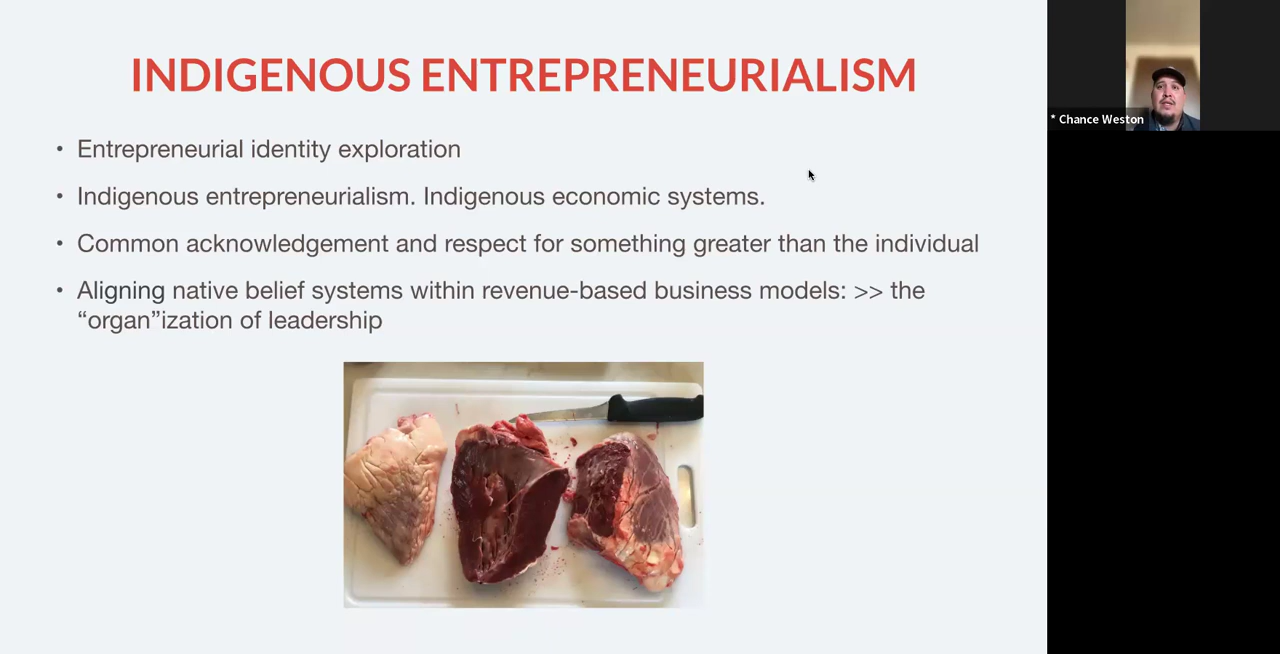 INDIGENOUS ENTREPRENEURIALISM
• Entrepreneurial identity exploration
• Indigenous entrepreneurialism. Indigenous economic systems.
• Common acknowledgement and respect for something greater than the individual
• Aligning native belief systems within revenue-based business models: >> the
“organ”ization of leadership
* Chance Weston